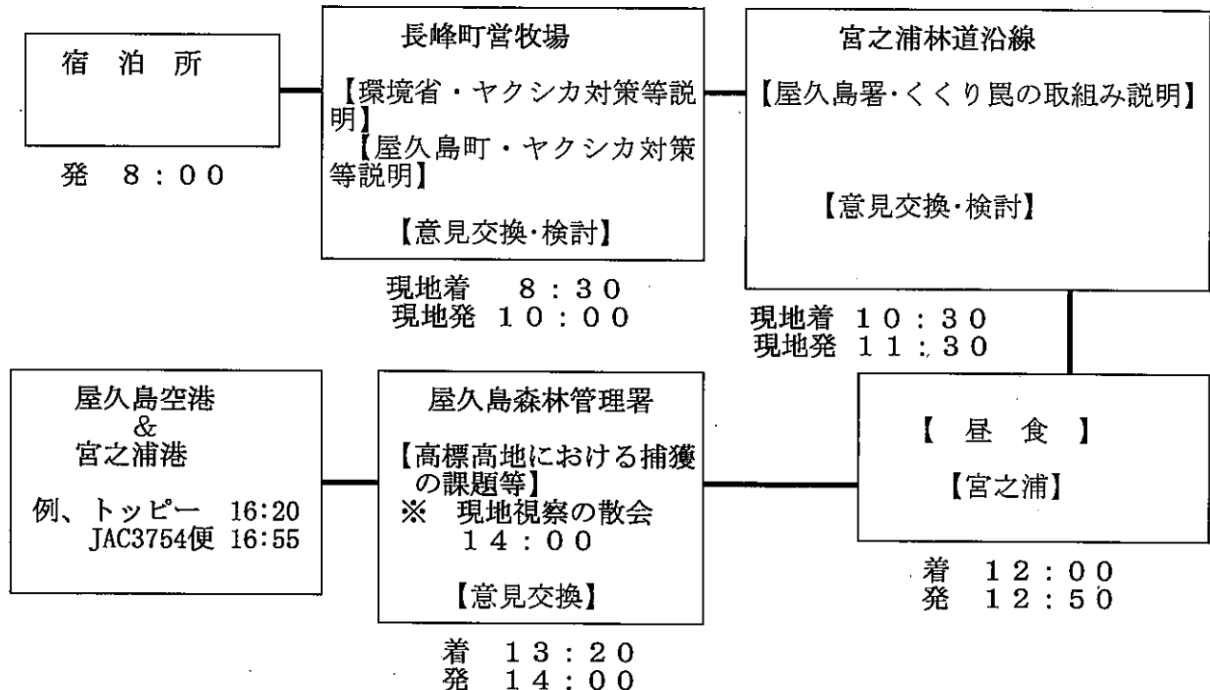 宿泊所
発 8:00
長峰町営牧場
【環境省・ヤクシカ対策等説
明】
【屋久島町・ヤクシカ対策
等説明】
【意見交換・検討】
現地着 8:30
現地発 10:00
宮之浦林道沿線
【屋久島署・くくり罠の取組み説明】
【意見交換・検討】
現地着 10:30
現地発 11:30
【昼食】
【宮之浦】
着 12:00
発 12:50
屋久島森林管理署
【高標高地における捕獲
の課題等】
※ 現地視察の散会
14:00
【意見交換】
着 13:20
発 14:00
屋久島空港
&
宮之浦港
例、トッピー 16:20
JAC3754便 16:55